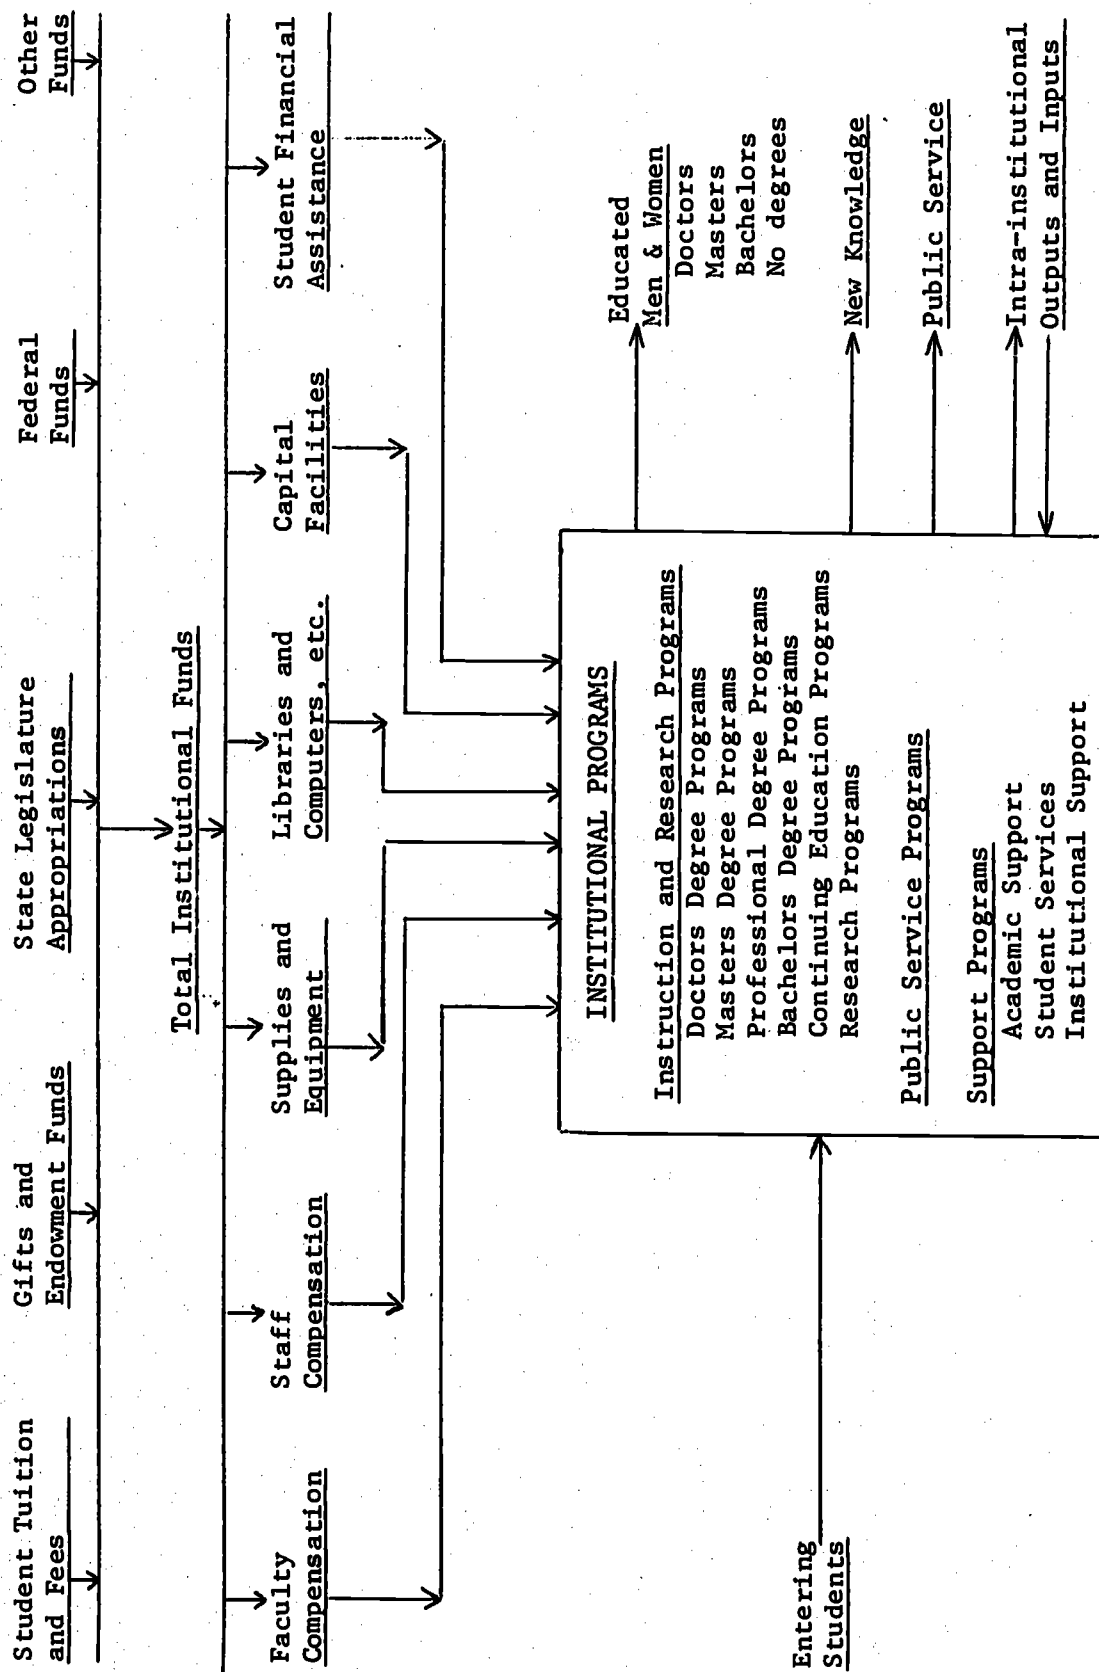 Student Tuition
and Fees
Gifts and
Endowment Funds
State Legislature
Appropriations
Federal
Funds
Other
Funds
Total Institutional Funds
Faculty
Compensation
Staff
Compensation
Supplies and
Equipment
Libraries and
Computers, etc.
Capital
Facilities
Student Financial
Assistance
Entering
Students
INSTITUTIONAL PROGRAMS
Instruction and Research Programs
Doctors Degree Programs
Masters Degree Programs
Professional Degree Programs
Bachelors Degree Programs
Continuing Education Programs
Research Programs
Public Service Programs
Support Programs
Academic Support
Student Services
Institutional Support
Educated
Men & Women
Doctors
Masters
Bachelors
No degrees
New Knowledge
Public Service
Intra-institutional
Outputs and Inputs